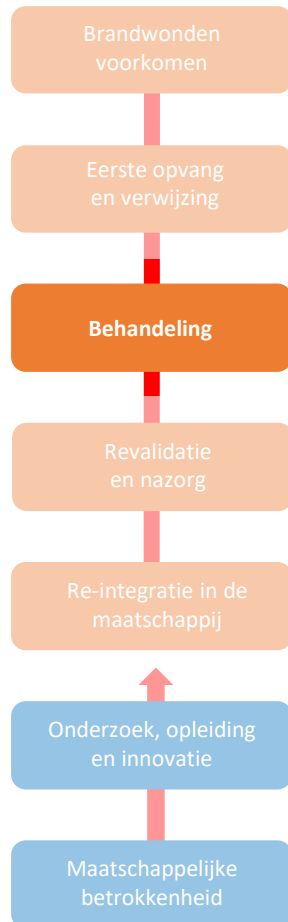 Brandwonden
voorkomen
Eerste opvang
en verwijzing
Behandeling
Revalidatie
en nazorg
Re-integratie in de
maatschappij
Onderzoek, opleiding
en innovatie
Maatschappelijke
betrokkenheid